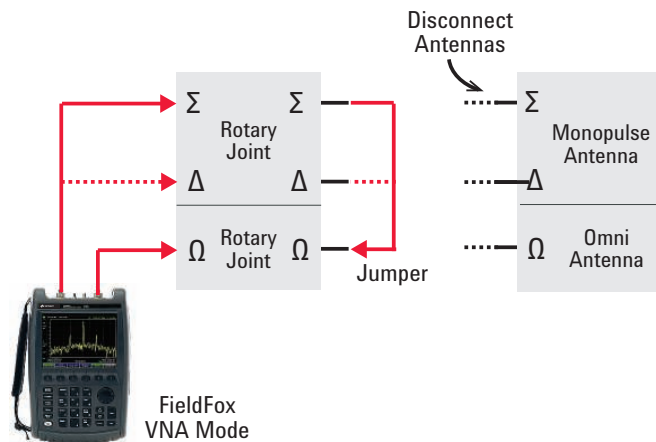 Disconnect
Antennas
Σ Σ Σ
Rotary
Joint
Monopulse
Antenna
Δ Δ Δ
Rotary
Joint
Ω Ω Ω
Omni
Antenna
Jumper
FieldFox
VNA Mode